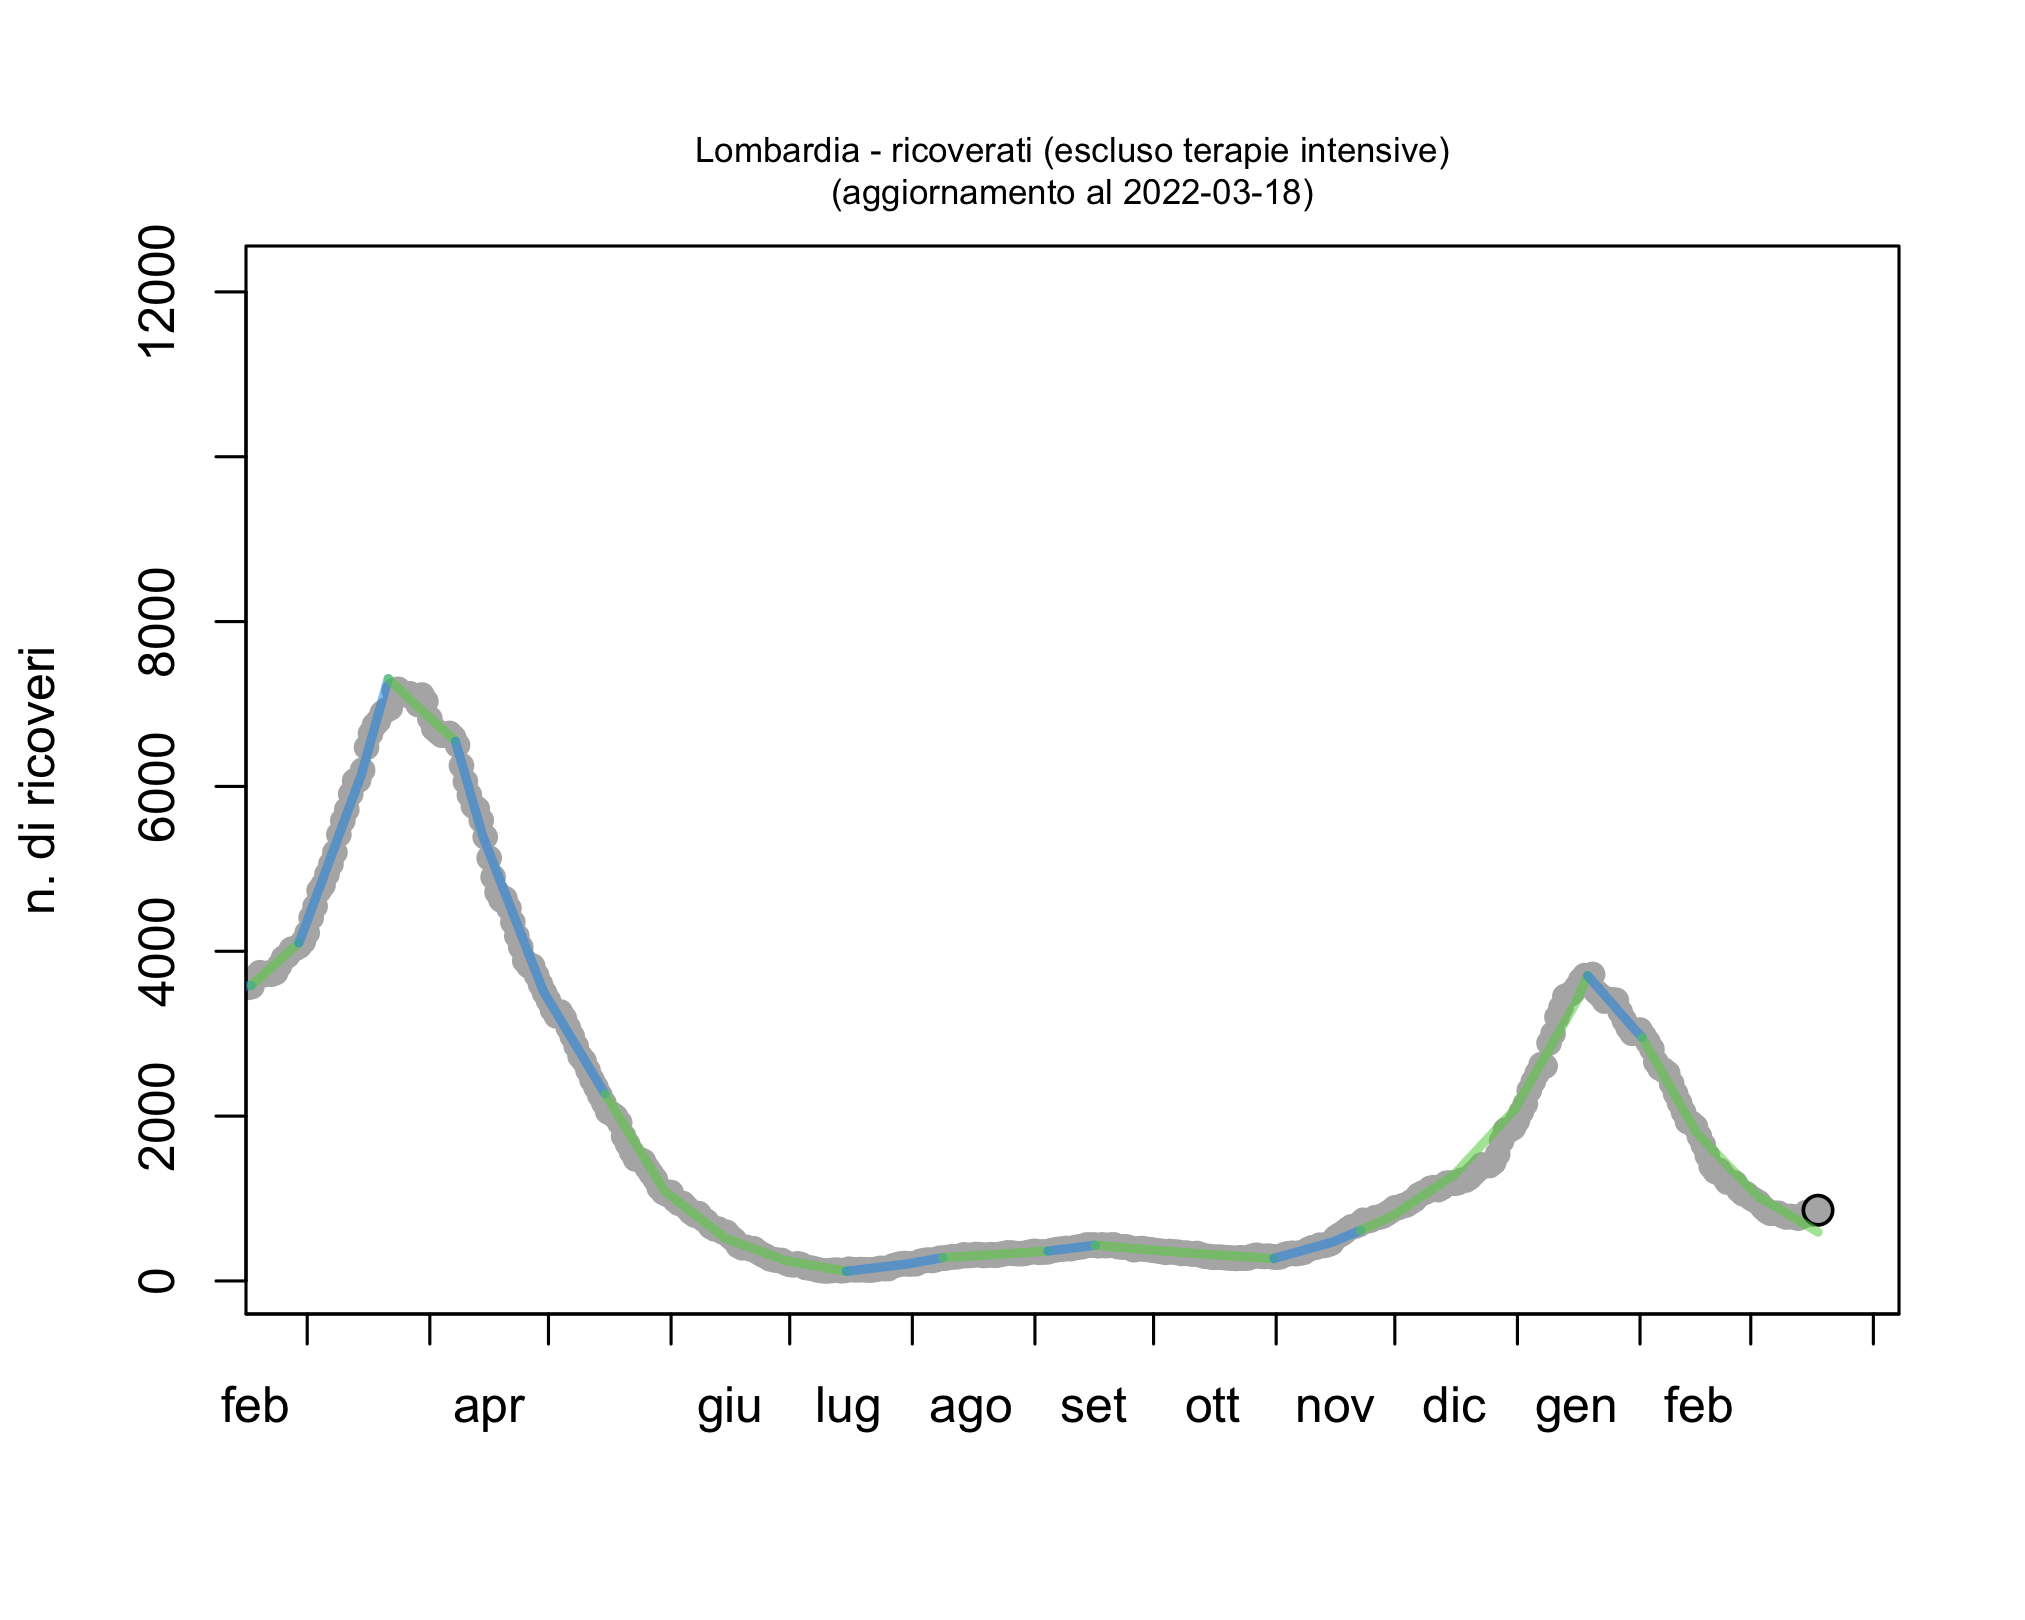 Lombardia - ricoverati (escluso terapie intensive)
(aggiornamento al 2022-03-18)
n. di ricoveri
12000
8000
6000
4000
2000
0
feb apr giu lug ago set ott nov dic gen feb